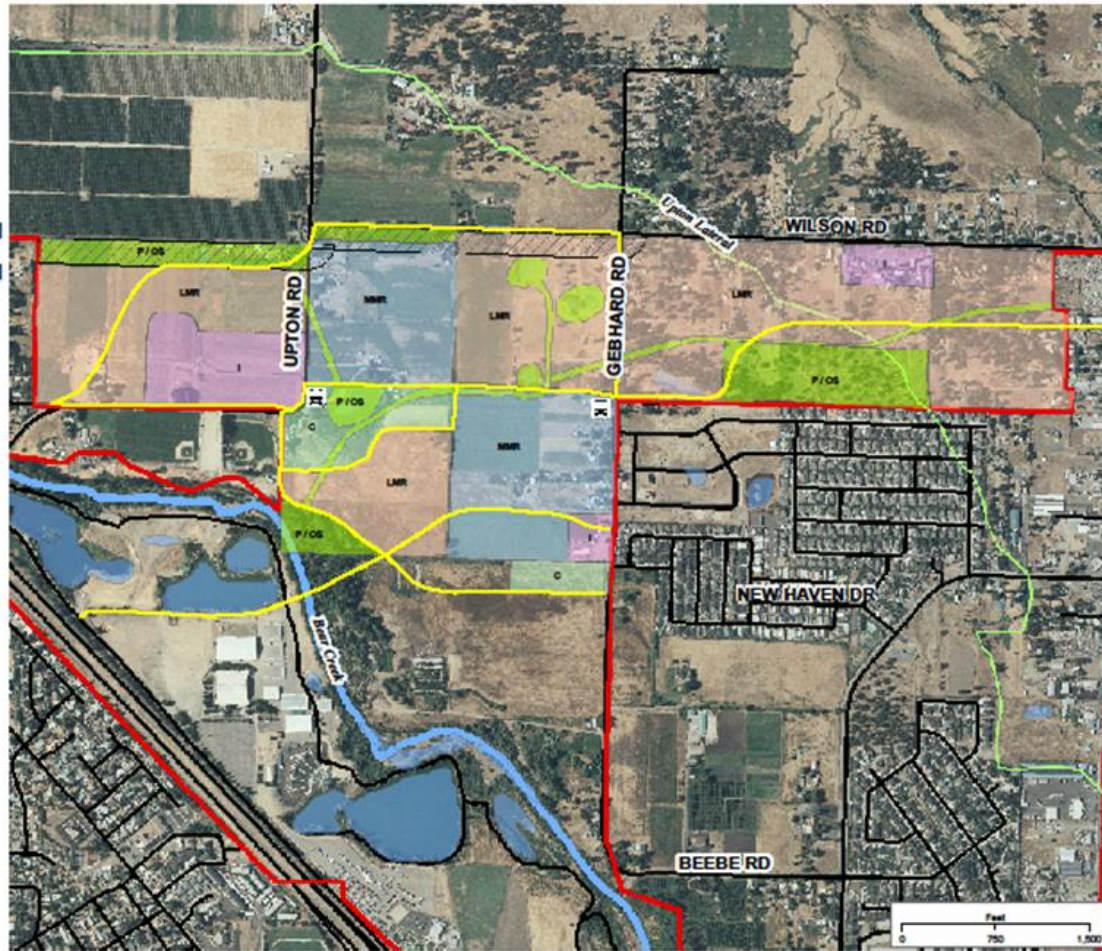 WILSON RD
Upton Lateral
P / OS
LMR
MMR
LMR
LMR
I
UPTON RD
GEBHARD RD
I
P / OS
P / OS
C
MMR
LMR
P / OS
I
C
NEW HAVEN DR
Bear Creek
BEEBE RD
Feet
0 750 1,500